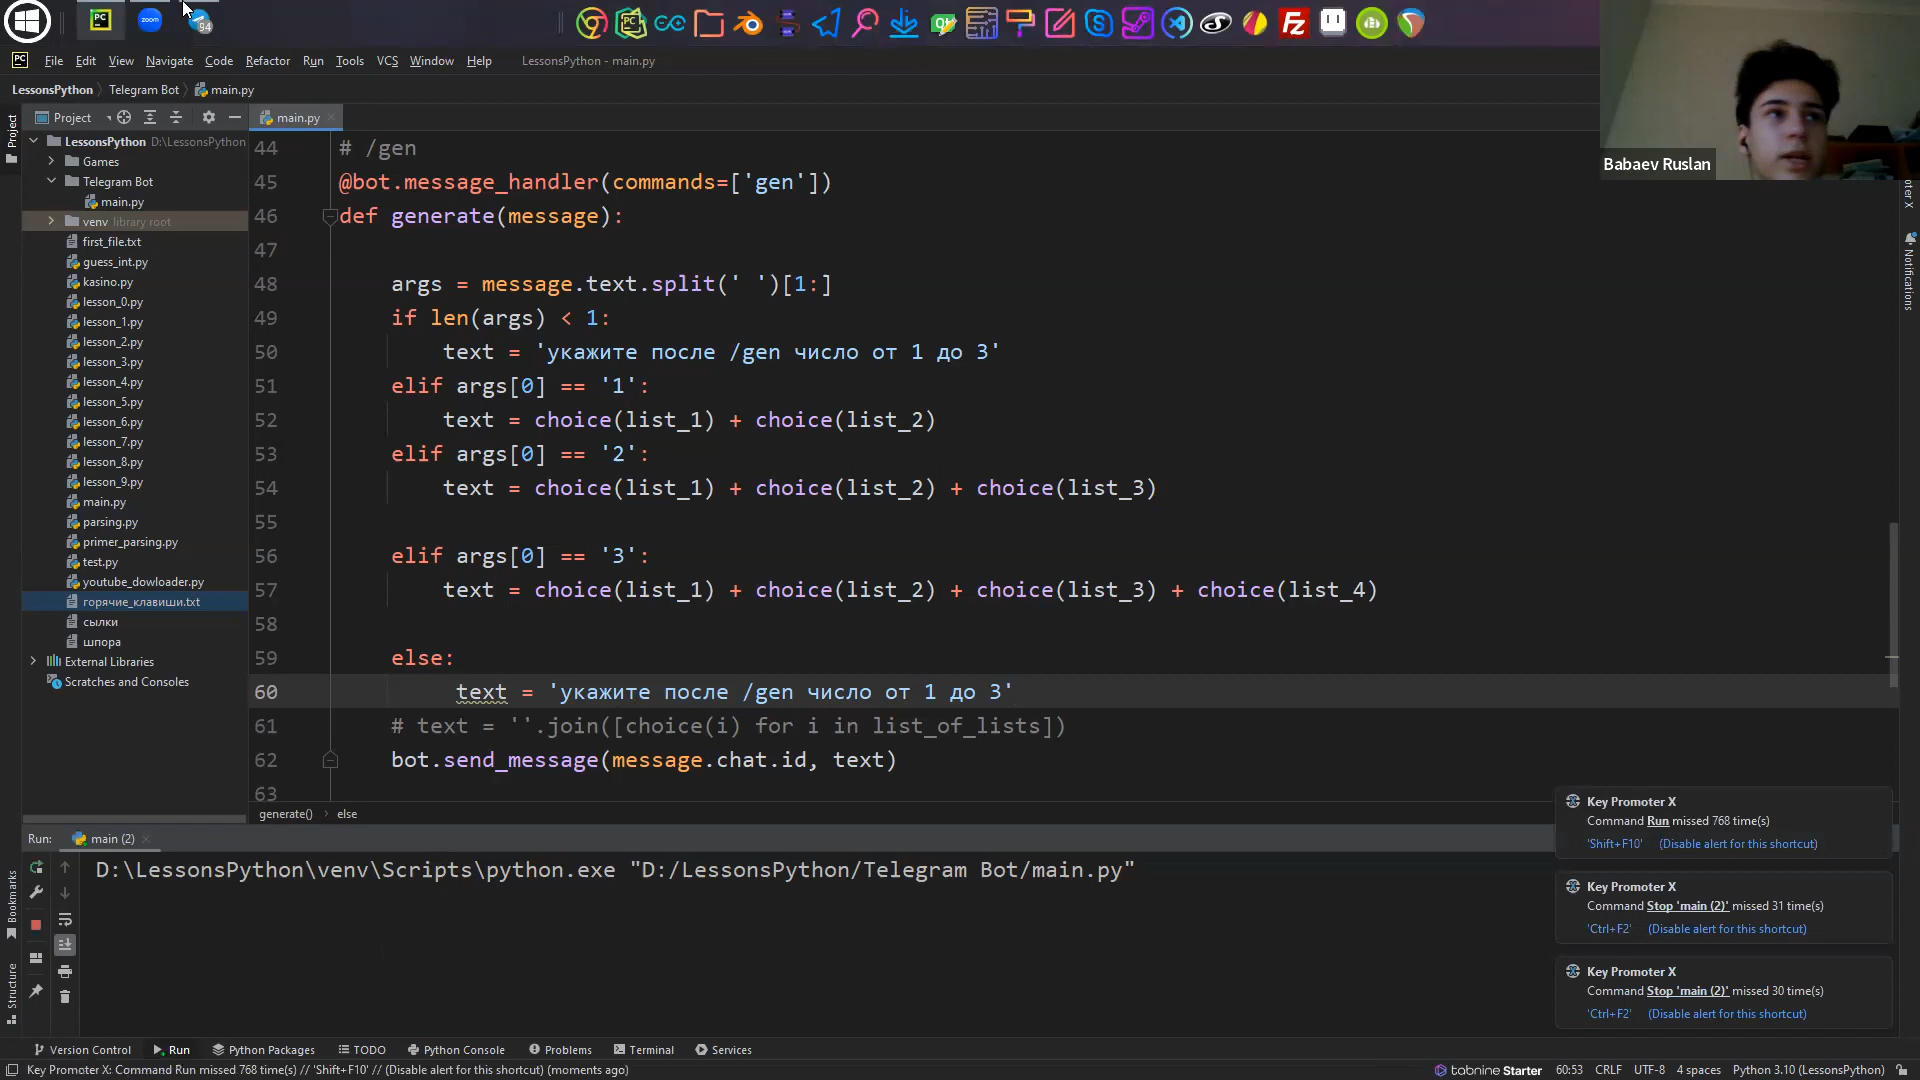 94
PC File Edit View Navigate Code Refactor Run Tools VCS Window Help LessonsPython - main.py
LessonsPython Telegram Bot main.py
Project
main.py
Babaev Ruslan
Project
LessonsPython D:\LessonsPython
Games
Telegram Bot
main.py
venv library root
first_file.txt
guess_int.py
kasino.py
lesson_0.py
lesson_1.py
lesson_2.py
lesson_3.py
lesson_4.py
lesson_5.py
lesson_6.py
lesson_7.py
lesson_8.py
lesson_9.py
main.py
parsing.py
primer_parsing.py
test.py
youtube_dowloader.py
горячие_клавиши.txt
сылки
шпора
External Libraries
Scratches and Consoles
44 # /gen
45 @bot.message_handler(commands=['gen'])
46 def generate(message):
47
48 args = message.text.split(' ')[1:]
49 if len(args) < 1:
50 text = 'укажите после /gen число от 1 до 3'
51 elif args[0] == '1':
52 text = choice(list_1) + choice(list_2)
53 elif args[0] == '2':
54 text = choice(list_1) + choice(list_2) + choice(list_3)
55
56 elif args[0] == '3':
57 text = choice(list_1) + choice(list_2) + choice(list_3) + choice(list_4)
58
59 else:
60 text = 'укажите после /gen число от 1 до 3'
61 # text = ''.join([choice(i) for i in list_of_lists])
62 bot.send_message(message.chat.id, text)
63
generate() › else
Notifications
Run: main (2)
D:\LessonsPython\venv\Scripts\python.exe "D:/LessonsPython/Telegram Bot/main.py"
Bookmarks
Structure
Key Promoter X
Command Run missed 768 time(s)
'Shift+F10' (Disable alert for this shortcut)
Key Promoter X
Command Stop 'main (2)' missed 31 time(s)
'Ctrl+F2' (Disable alert for this shortcut)
Key Promoter X
Command Stop 'main (2)' missed 30 time(s)
'Ctrl+F2' (Disable alert for this shortcut)
Version Control Run Python Packages TODO Python Console Problems Terminal Services
Key Promoter X: Command Run missed 768 time(s) // 'Shift+F10' // (Disable alert for this shortcut) (moments ago)
tabnine Starter 60:53 CRLF UTF-8 4 spaces Python 3.10 (LessonsPython)